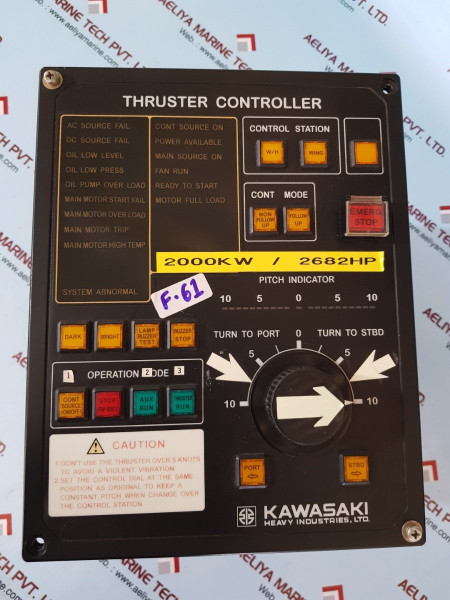 AELIYA MARINE TECH PVT. LTD.
Web. : www.aeliyamarine.com
THRUSTER CONTROLLER
AC SOURCE FAIL
DC SOURCE FAIL
OIL LOW LEVEL
OIL LOW PRESS
OIL PUMP OVER LOAD
MAIN MOTOR START FAIL
MAIN MOTOR OVER LOAD
MAIN MOTOR TRIP
MAIN MOTOR HIGH TEMP
SYSTEM ABNORMAL
CONT SOURCE ON
POWER AVAILABLE
MAIN SOURCE ON
FAN RUN
READY TO START
MOTOR FULL LOAD
CONTROL STATION
W/H
WING
CONT MODE
NON FOLLOW UP
FOLLOW UP
EMERG STOP
2000KW / 2682HP
F-61
PITCH INDICATOR
10 5 0 5 10
DARK
BRIGHT
LAMP BUZZER TEST
BUZZER STOP
TURN TO PORT 0 TURN TO STBD
5 5
10 10
1 OPERATION 2 ODE 3
CONT SOURCE ON/OFF
STOP
AUX RUN
THRUSTER RUN
CAUTION
1.DON'T USE THE THRUSTER OVER 5 KNOTS
TO AVOID A VIOLENT VIBRATION.
2.SET THE CONTROL DIAL AT THE SAME
POSITION AS ORIGINAL TO KEEP A
CONSTANT PITCH WHEN CHANGE OVER
THE CONTROL STATION.
PORT
STBD
KAWASAKI
HEAVY INDUSTRIES, LTD.